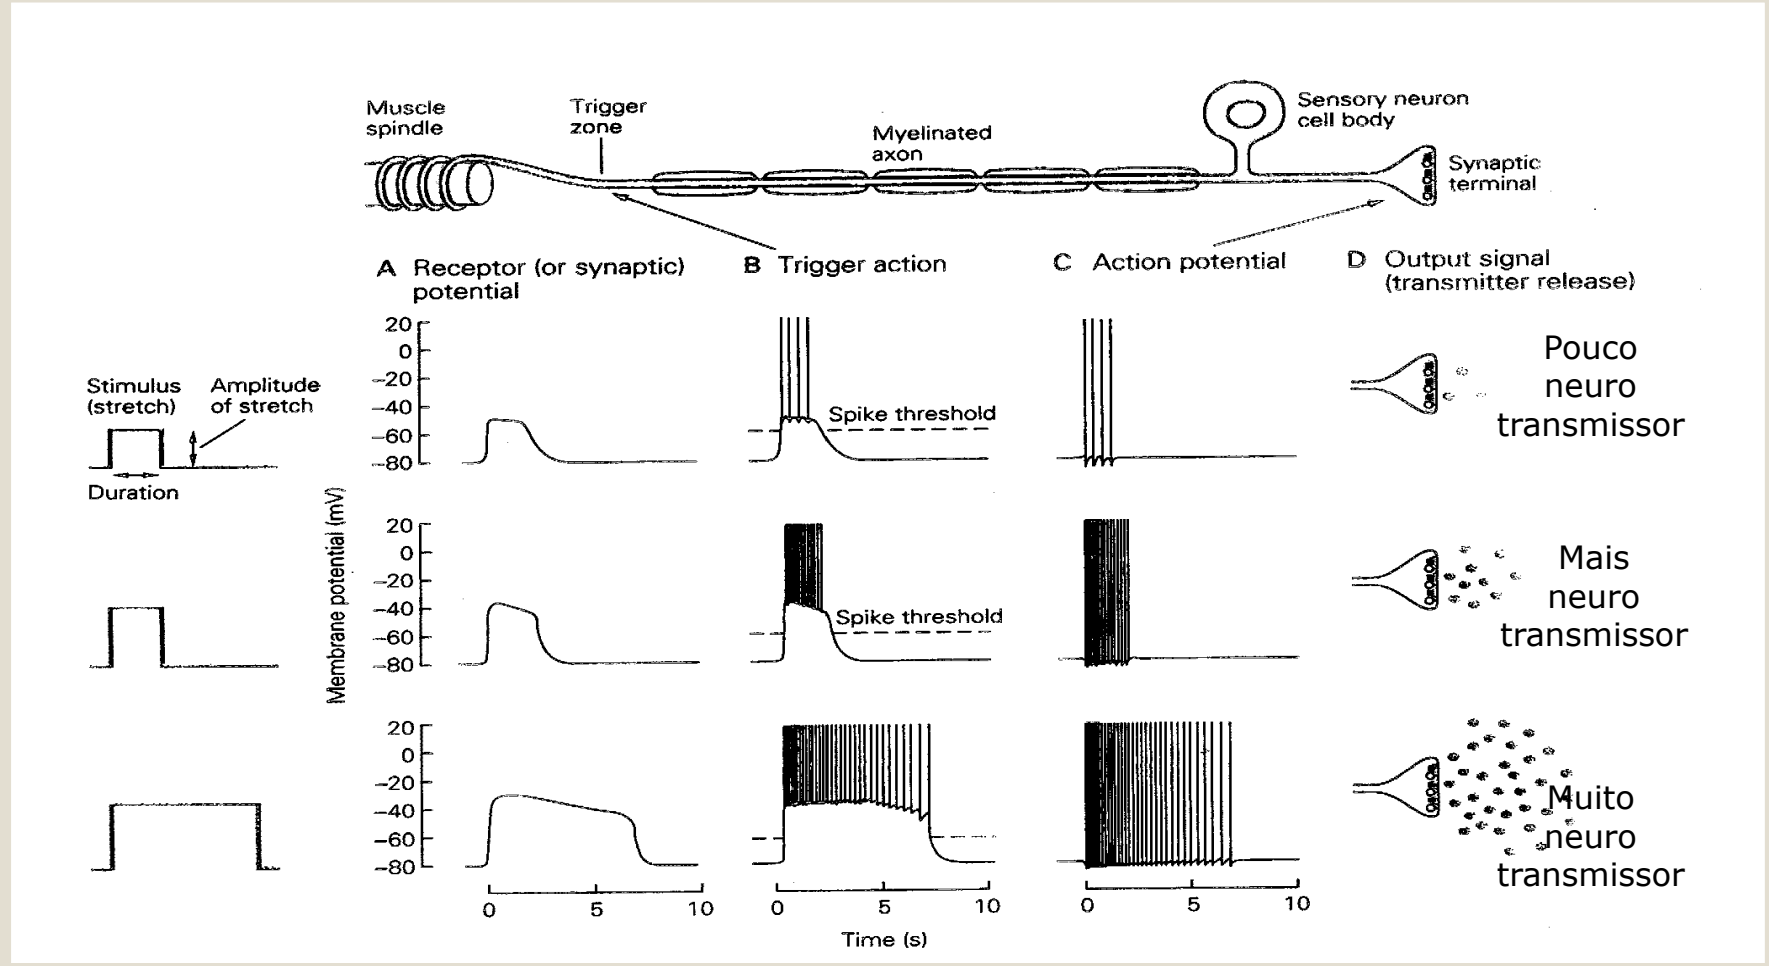 Muscle
spindle
Trigger
zone
Myelinated
axon
Sensory neuron
cell body
Synaptic
terminal
A Receptor (or synaptic)
potential
B Trigger action
C Action potential
D Output signal
(transmitter release)
Stimulus
(stretch)
Amplitude
of stretch
Duration
Membrane potential (mV)
20
0
–20
–40
–60
–80
Spike threshold
Pouco
neuro
transmissor
20
0
–20
–40
–60
–80
Spike threshold
Mais
neuro
transmissor
20
0
–20
–40
–60
–80
Muito
neuro
transmissor
0 5 10
0 5 10
0 5 10
Time (s)